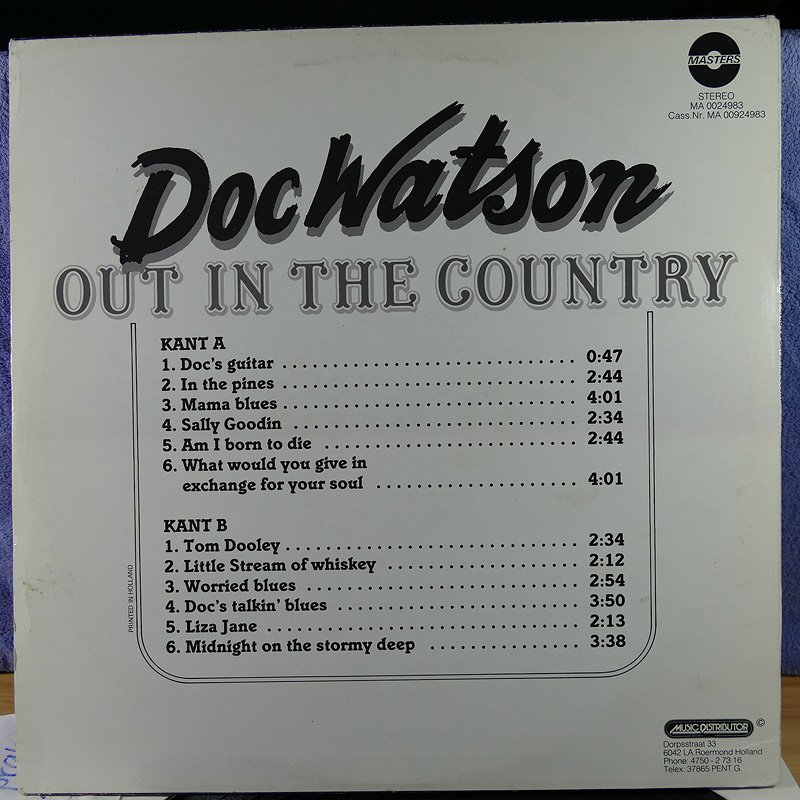 MASTERS
STEREO
MA 0024983
Cass.Nr. MA 00924983
Doc Watson
OUT IN THE COUNTRY
KANT A
1. Doc's guitar . . . . . . . . . . . . . . . . . . . . . . . . . . . . . . 0:47
2. In the pines . . . . . . . . . . . . . . . . . . . . . . . . . . . . . . 2:44
3. Mama blues . . . . . . . . . . . . . . . . . . . . . . . . . . . . . . 4:01
4. Sally Goodin . . . . . . . . . . . . . . . . . . . . . . . . . . . . . 2:34
5. Am I born to die . . . . . . . . . . . . . . . . . . . . . . . . . . 2:44
6. What would you give in
exchange for your soul . . . . . . . . . . . . . . . . . . . . . 4:01
KANT B
1. Tom Dooley . . . . . . . . . . . . . . . . . . . . . . . . . . . . . . 2:34
2. Little Stream of whiskey . . . . . . . . . . . . . . . . . . . . 2:12
3. Worried blues . . . . . . . . . . . . . . . . . . . . . . . . . . . . 2:54
4. Doc's talkin' blues . . . . . . . . . . . . . . . . . . . . . . . . . 3:50
5. Liza Jane . . . . . . . . . . . . . . . . . . . . . . . . . . . . . . . . 2:13
6. Midnight on the stormy deep . . . . . . . . . . . . . . . 3:38
PRINTED IN HOLLAND
MUSIC DISTRIBUTOR ©
Dorpsstraat 33
6042 LA Roermond Holland
Phone: 4750 - 2 73 16
Telex: 37865 PENT.G.